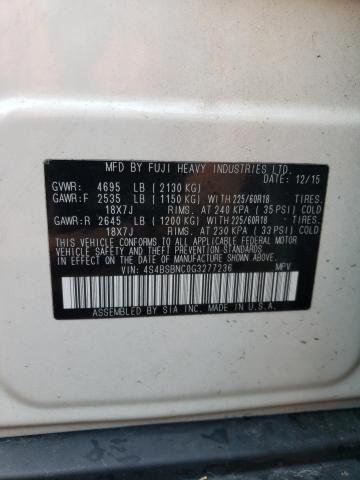 MFD BY FUJI HEAVY INDUSTRIES LTD.
12/15
GVWR: 4695 LB ( 2130 KG)
GAWR:F 2535 LB ( 1150 KG) WITH 225/60R18 TIRES.
18X7J RIMS. AT 240 KPA ( 35 PSI) COLD
GAWR:R 2645 LB ( 1200 KG) WITH 225/60R18 TIRES.
18X7J RIMS. AT 230 KPA ( 33 PSI) COLD
THIS VEHICLE CONFORMS TO ALL APPLICABLE FEDERAL MOTOR
VEHICLE SAFETY AND THEFT PREVENTION STANDARDS IN EFFECT
ON THE DATE OF MANUFACTURE SHOWN ABOVE.
VIN: 4S4BSBNC0G3277236 MPV
ASSEMBLED BY SIA INC. IN U.S.A.